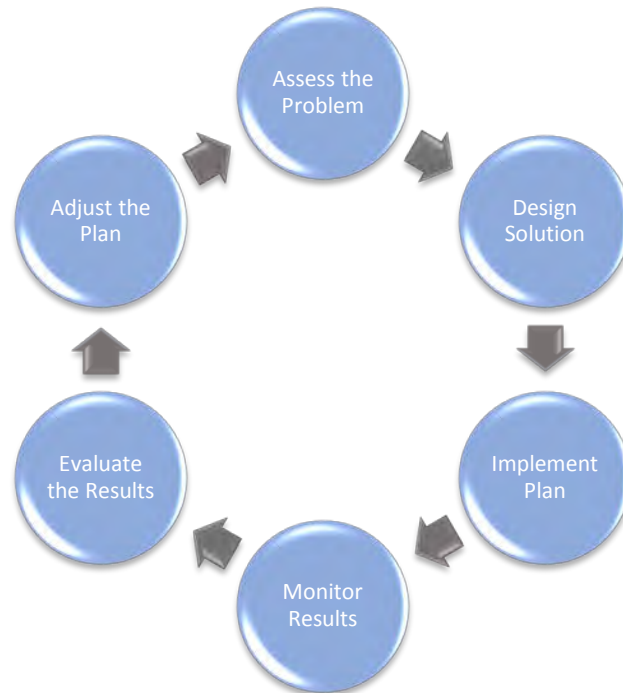 Assess the
Problem
Design
Solution
Implement
Plan
Monitor
Results
Evaluate
the Results
Adjust the
Plan